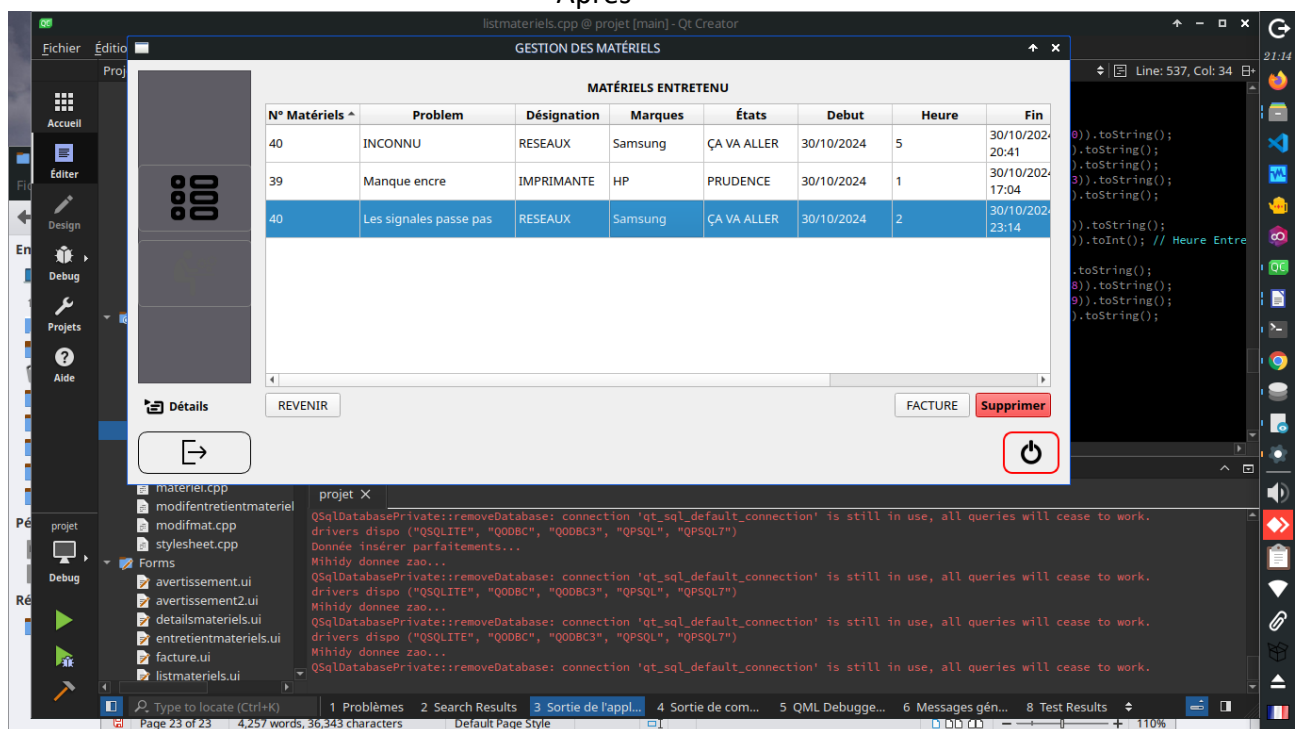 Après
listmateriels.cpp @ projet [main] - Qt Creator
Fichier Éditio
GESTION DES MATÉRIELS
21:14
Proj
Line: 537, Col: 34
MATÉRIELS ENTRETENU
Accueil
Éditer
Design
Debug
Projets
Aide
N° Matériels Problem Désignation Marques États Debut Heure Fin
40 INCONNU RESEAUX Samsung ÇA VA ALLER 30/10/2024 5 30/10/2024 20:41
39 Manque encre IMPRIMANTE HP PRUDENCE 30/10/2024 1 30/10/2024 17:04
40 Les signales passe pas RESEAUX Samsung ÇA VA ALLER 30/10/2024 2 30/10/2024 23:14
0)).toString();
).toString();
).toString();
3)).toString();
).toString();
)).toString();
)).toInt(); // Heure Entre
.toString();
8)).toString();
9)).toString();
).toString();
Détails
REVENIR
FACTURE
Supprimer
En
Pé
Ré
projet
Debug
materiel.cpp
modifentretientmateriel
modifmat.cpp
stylesheet.cpp
Forms
avertissement.ui
avertissement2.ui
detailsmateriels.ui
entretientmateriels.ui
facture.ui
listmateriels.ui
projet
QSqlDatabasePrivate::removeDatabase: connection 'qt_sql_default_connection' is still in use, all queries will cease to work.
drivers dispo ("QSQLITE", "QODBC", "QODBC3", "QPSQL", "QPSQL7")
Donnée insérer parfaitements...
Mihidy donnee zao...
QSqlDatabasePrivate::removeDatabase: connection 'qt_sql_default_connection' is still in use, all queries will cease to work.
drivers dispo ("QSQLITE", "QODBC", "QODBC3", "QPSQL", "QPSQL7")
Mihidy donnee zao...
QSqlDatabasePrivate::removeDatabase: connection 'qt_sql_default_connection' is still in use, all queries will cease to work.
drivers dispo ("QSQLITE", "QODBC", "QODBC3", "QPSQL", "QPSQL7")
Mihidy donnee zao...
QSqlDatabasePrivate::removeDatabase: connection 'qt_sql_default_connection' is still in use, all queries will cease to work.
Type to locate (Ctrl+K)
1 Problèmes 2 Search Results 3 Sortie de l'appl... 4 Sortie de com... 5 QML Debugge... 6 Messages gén... 8 Test Results
Page 23 of 23 4,257 words, 36,343 characters Default Page Style 110%